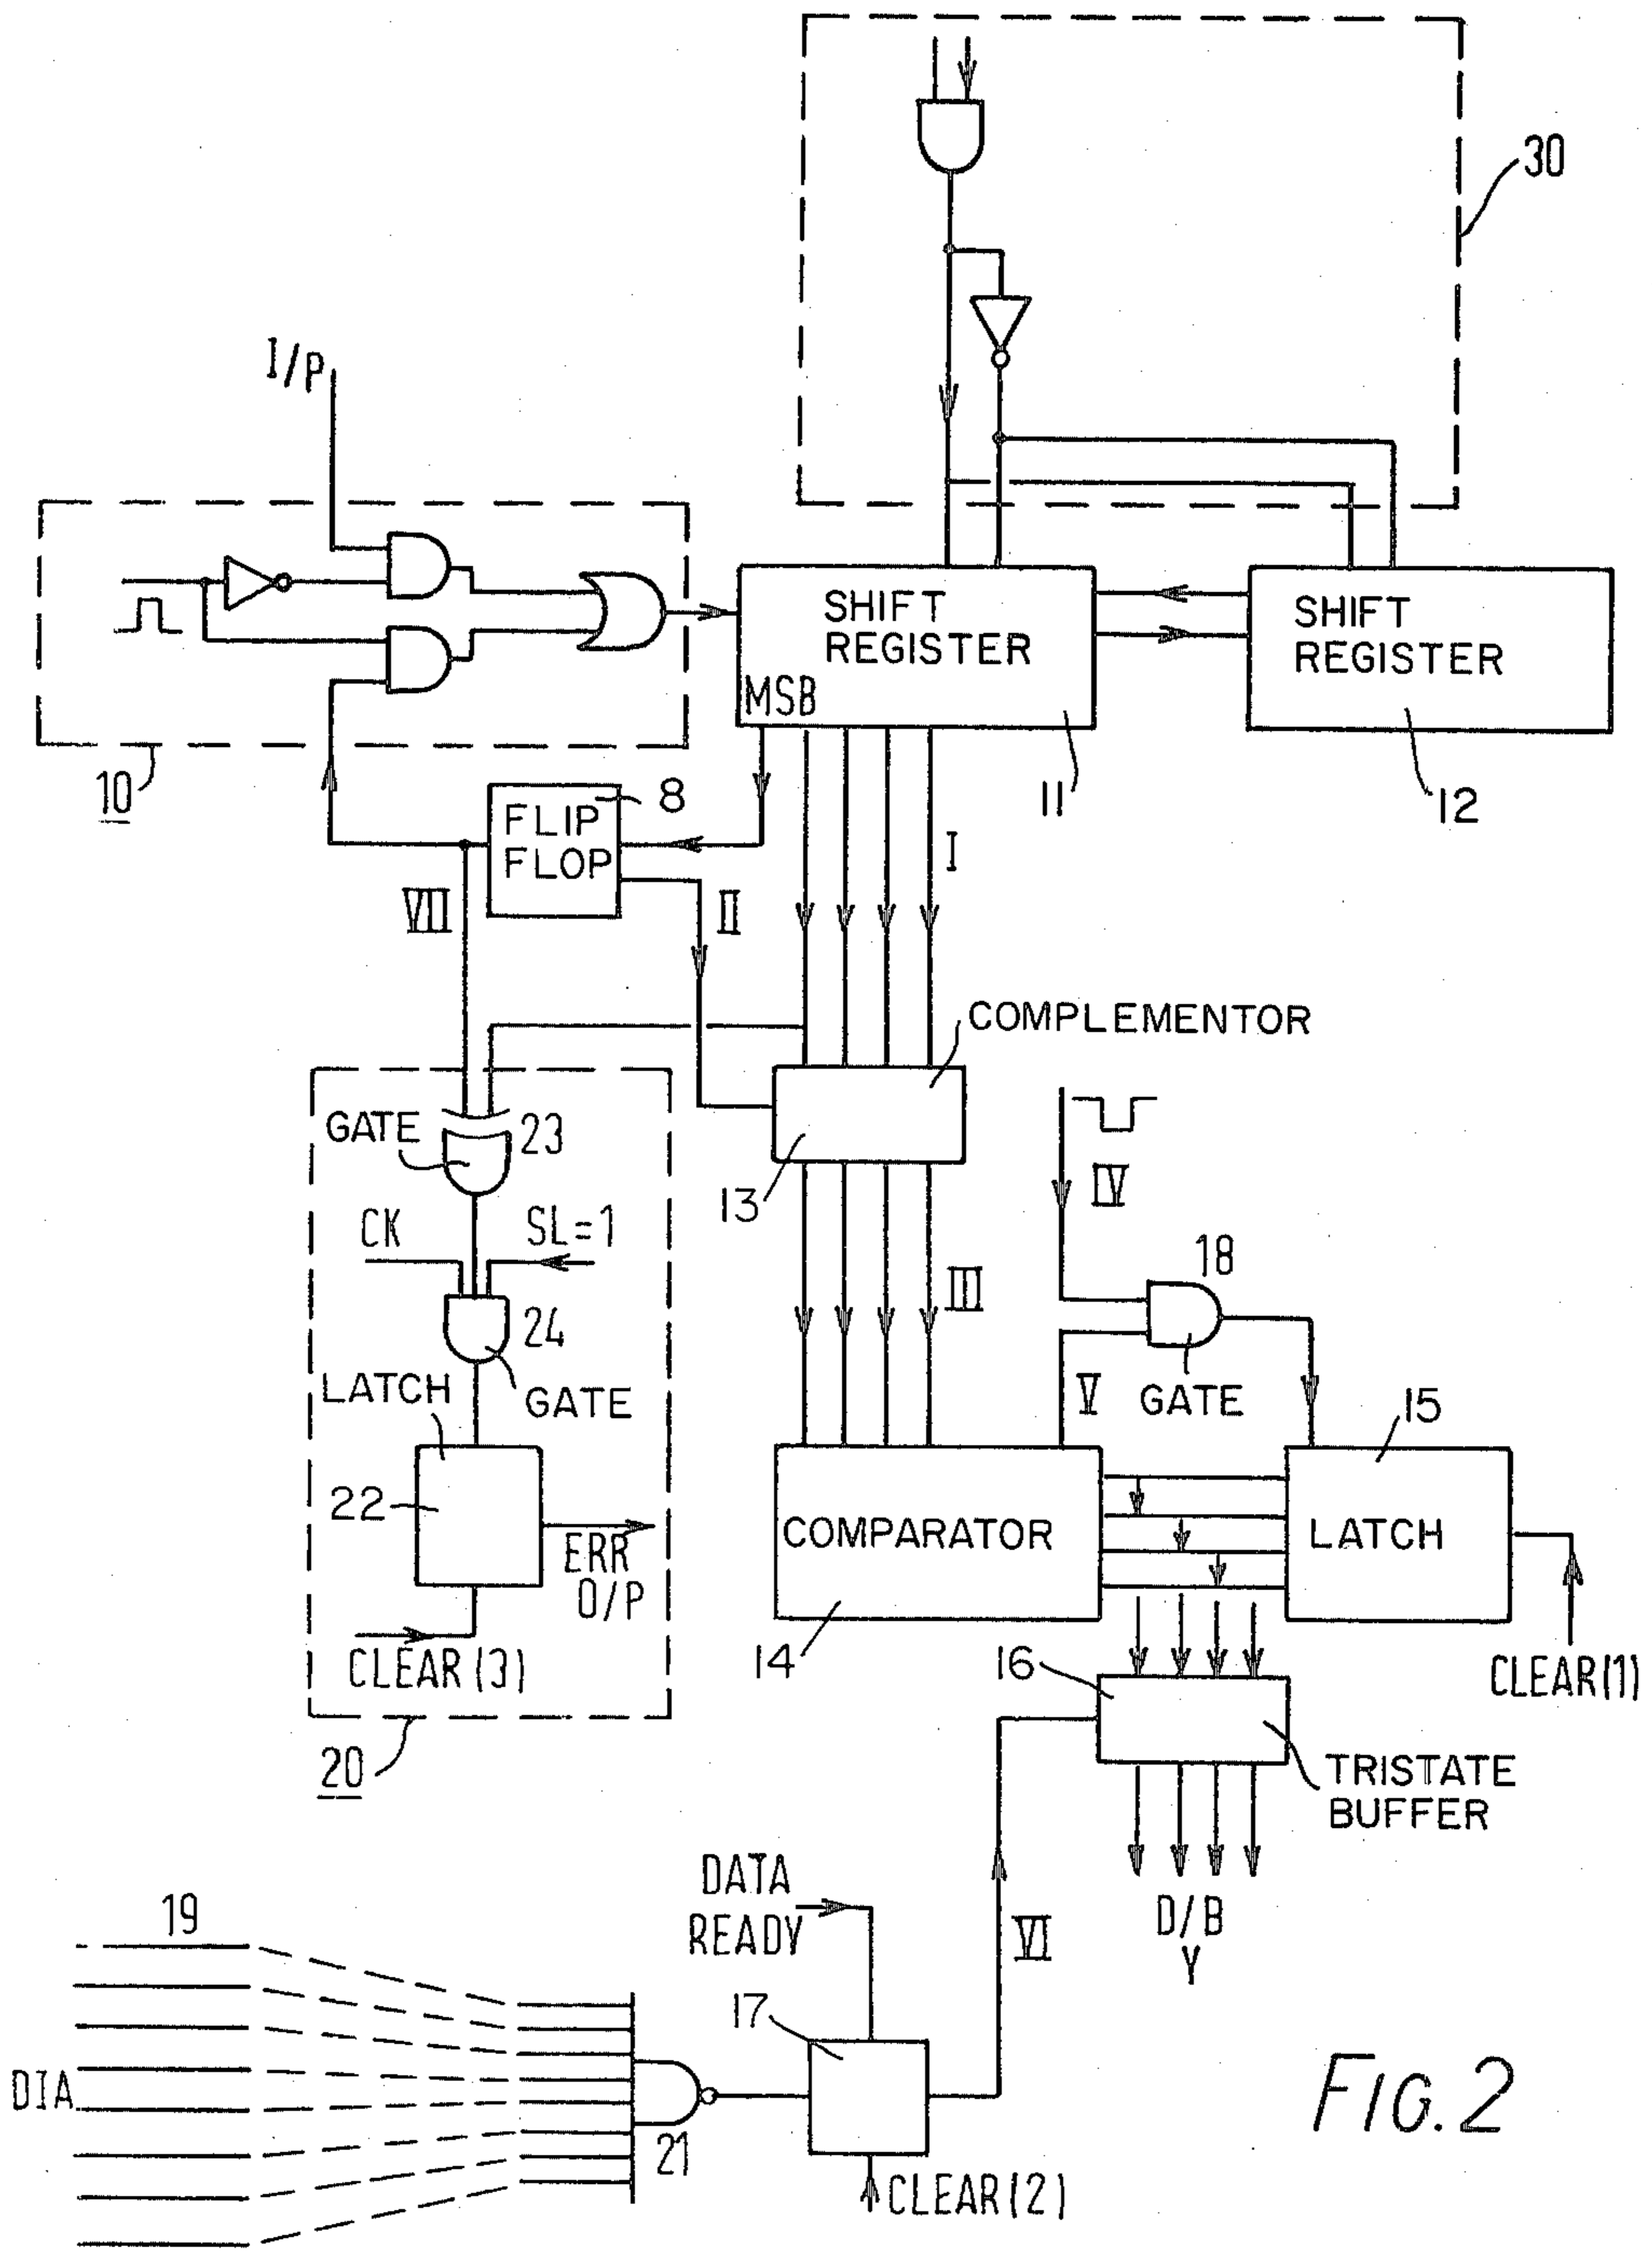 30
I/P
SHIFT
REGISTER
MSB
SHIFT
REGISTER
10
11
12
FLIP
FLOP
8
I
VII
II
COMPLEMENTOR
GATE
23
13
IV
CK
SL=1
III
18
24
LATCH
GATE
V
GATE
15
22
COMPARATOR
LATCH
ERR
O/P
CLEAR(3)
14
16
CLEAR(1)
20
TRISTATE
BUFFER
DATA
READY
19
VI
D/B
Y
17
DIA
21
CLEAR(2)
FIG. 2